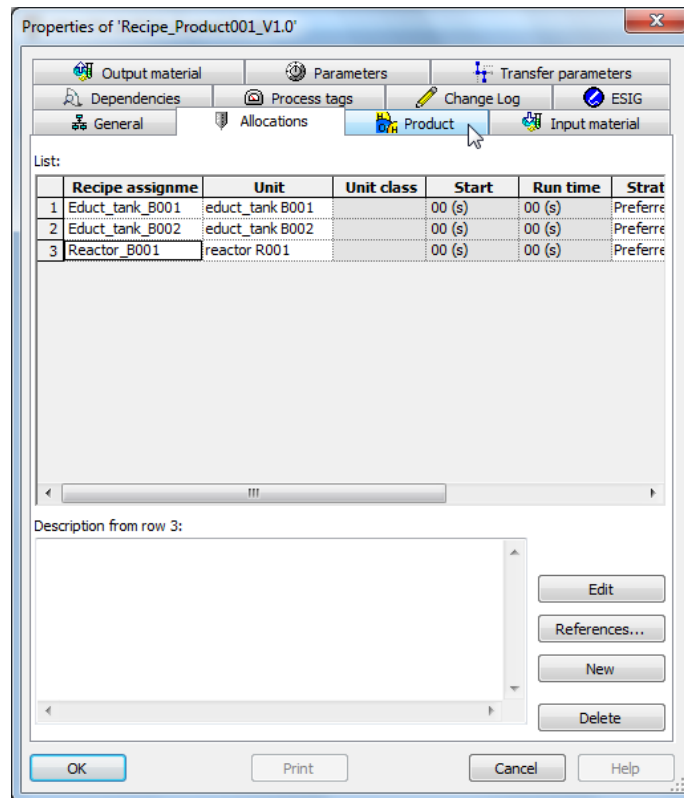 Properties of 'Recipe_Product001_V1.0'
Output material Parameters Transfer parameters
Dependencies Process tags Change Log ESIG
General Allocations Product Input material
List:
Recipe assignme Unit Unit class Start Run time Strat
1 Educt_tank_B001 educt_tank B001 00 (s) 00 (s) Preferre
2 Educt_tank_B002 educt_tank B002 00 (s) 00 (s) Preferre
3 Reactor_B001 reactor R001 00 (s) 00 (s) Preferre
Description from row 3:
Edit
References...
New
Delete
OK Print Cancel Help